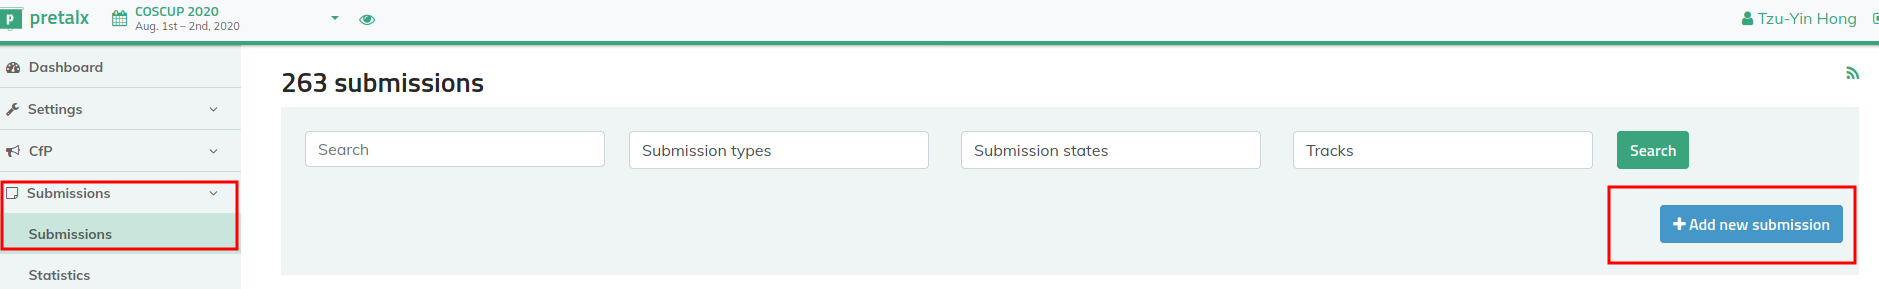 p pretalx
COSCUP 2020
Aug. 1st – 2nd, 2020
Tzu-Yin Hong
Dashboard
Settings
CfP
Submissions
Submissions
Statistics
263 submissions
Search
Submission types
Submission states
Tracks
Search
Add new submission